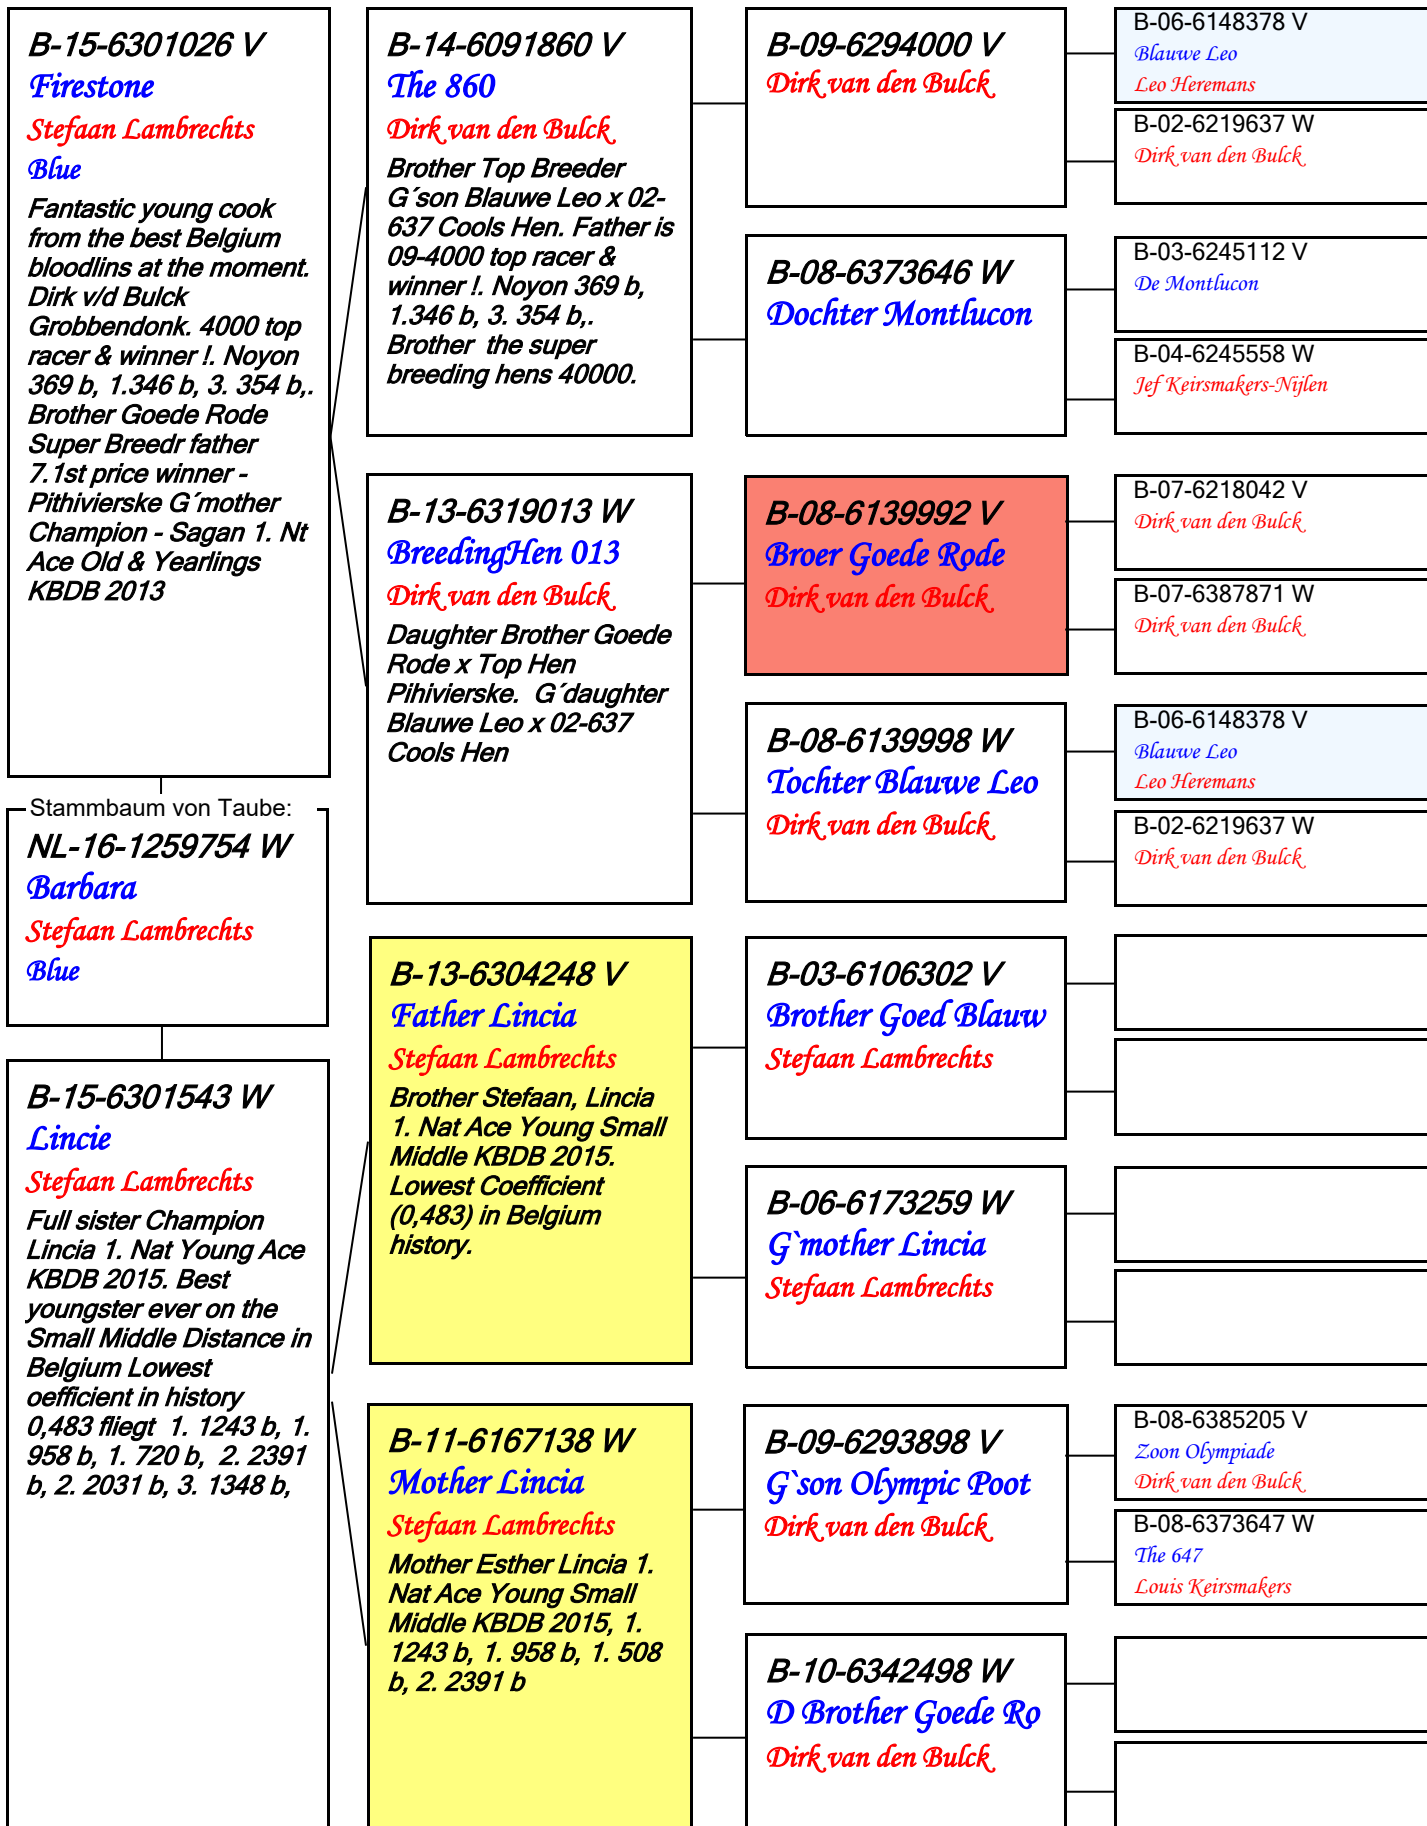 B-15-6301026 V
Firestone
Stefaan Lambrechts
Blue
Fantastic young cook
from the best Belgium
bloodlins at the moment.
Dirk v/d Bulck
Grobbendonk. 4000 top
racer & winner !. Noyon
369 b, 1.346 b, 3. 354 b,.
Brother Goede Rode
Super Breedr father
7.1st price winner -
Pithivierske G´mother
Champion - Sagan 1. Nt
Ace Old & Yearlings
KBDB 2013
Stammbaum von Taube:
NL-16-1259754 W
Barbara
Stefaan Lambrechts
Blue
B-15-6301543 W
Lincie
Stefaan Lambrechts
Full sister Champion
Lincia 1. Nat Young Ace
KBDB 2015. Best
youngster ever on the
Small Middle Distance in
Belgium Lowest
oefficient in history
0,483 fliegt  1. 1243 b, 1.
958 b, 1. 720 b,  2. 2391
b, 2. 2031 b, 3. 1348 b,
B-14-6091860 V
The 860
Dirk van den Bulck
Brother Top Breeder
G´son Blauwe Leo x 02-
637 Cools Hen. Father is
09-4000 top racer &
winner !. Noyon 369 b,
1.346 b, 3. 354 b,.
Brother  the super
breeding hens 40000.
B-13-6319013 W
BreedingHen 013
Dirk van den Bulck
Daughter Brother Goede
Rode x Top Hen
Pihivierske.  G´daughter
Blauwe Leo x 02-637
Cools Hen
B-13-6304248 V
Father Lincia
Stefaan Lambrechts
Brother Stefaan, Lincia
1. Nat Ace Young Small
Middle KBDB 2015.
Lowest Coefficient
(0,483) in Belgium
history.
B-11-6167138 W
Mother Lincia
Stefaan Lambrechts
Mother Esther Lincia 1.
Nat Ace Young Small
Middle KBDB 2015, 1.
1243 b, 1. 958 b, 1. 508
b, 2. 2391 b
B-09-6294000 V
Dirk van den Bulck
B-08-6373646 W
Dochter Montlucon
B-08-6139992 V
Broer Goede Rode
Dirk van den Bulck
B-08-6139998 W
Tochter Blauwe Leo
Dirk van den Bulck
B-03-6106302 V
Brother Goed Blauw
Stefaan Lambrechts
B-06-6173259 W
G`mother Lincia
Stefaan Lambrechts
B-09-6293898 V
G`son Olympic Poot
Dirk van den Bulck
B-10-6342498 W
D Brother Goede Ro
Dirk van den Bulck
B-06-6148378 V
Blauwe Leo
Leo Heremans
B-02-6219637 W
Dirk van den Bulck
B-03-6245112 V
De Montlucon
B-04-6245558 W
Jef Keirsmakers-Nijlen
B-07-6218042 V
Dirk van den Bulck
B-07-6387871 W
Dirk van den Bulck
B-06-6148378 V
Blauwe Leo
Leo Heremans
B-02-6219637 W
Dirk van den Bulck
B-08-6385205 V
Zoon Olympiade
Dirk van den Bulck
B-08-6373647 W
The 647
Louis Keirsmakers